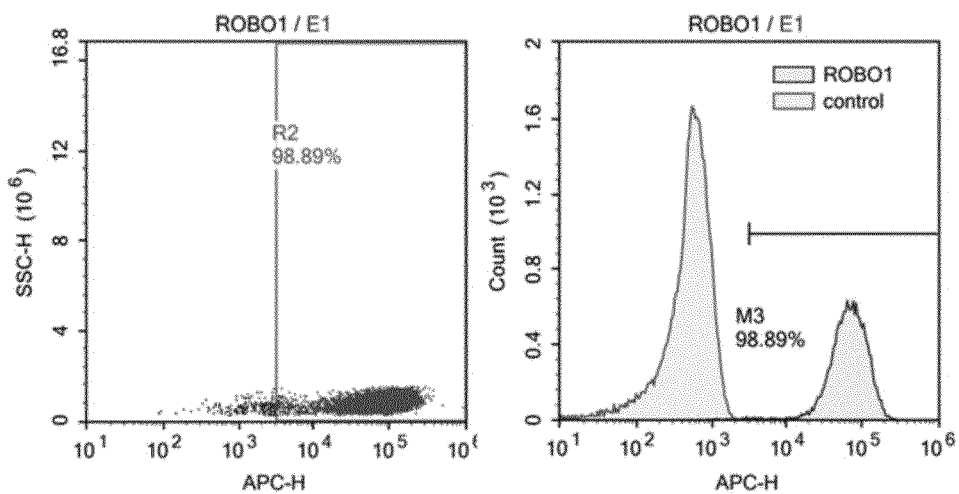 ROBO1 / E1
16.8
12
8
4
0
SSC-H (10^6)
R2
98.89%
10^1 10^2 10^3 10^4 10^5 10^6
APC-H
ROBO1 / E1
2
1.6
1.2
0.8
0.4
0
Count (10^3)
ROBO1
control
M3
98.89%
10^1 10^2 10^3 10^4 10^5 10^6
APC-H